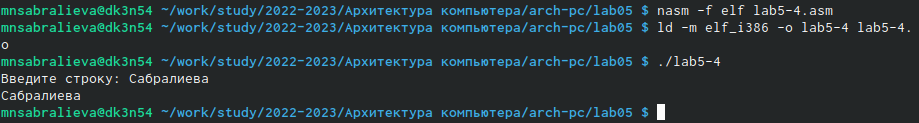 mnsabralieva@dk3n54 ~/work/study/2022-2023/Архитектура компьютера/arch-pc/lab05 $ nasm -f elf lab5-4.asm
mnsabralieva@dk3n54 ~/work/study/2022-2023/Архитектура компьютера/arch-pc/lab05 $ ld -m elf_i386 -o lab5-4 lab5-4.
o
mnsabralieva@dk3n54 ~/work/study/2022-2023/Архитектура компьютера/arch-pc/lab05 $ ./lab5-4
Введите строку: Сабралиева
Сабралиева
mnsabralieva@dk3n54 ~/work/study/2022-2023/Архитектура компьютера/arch-pc/lab05 $